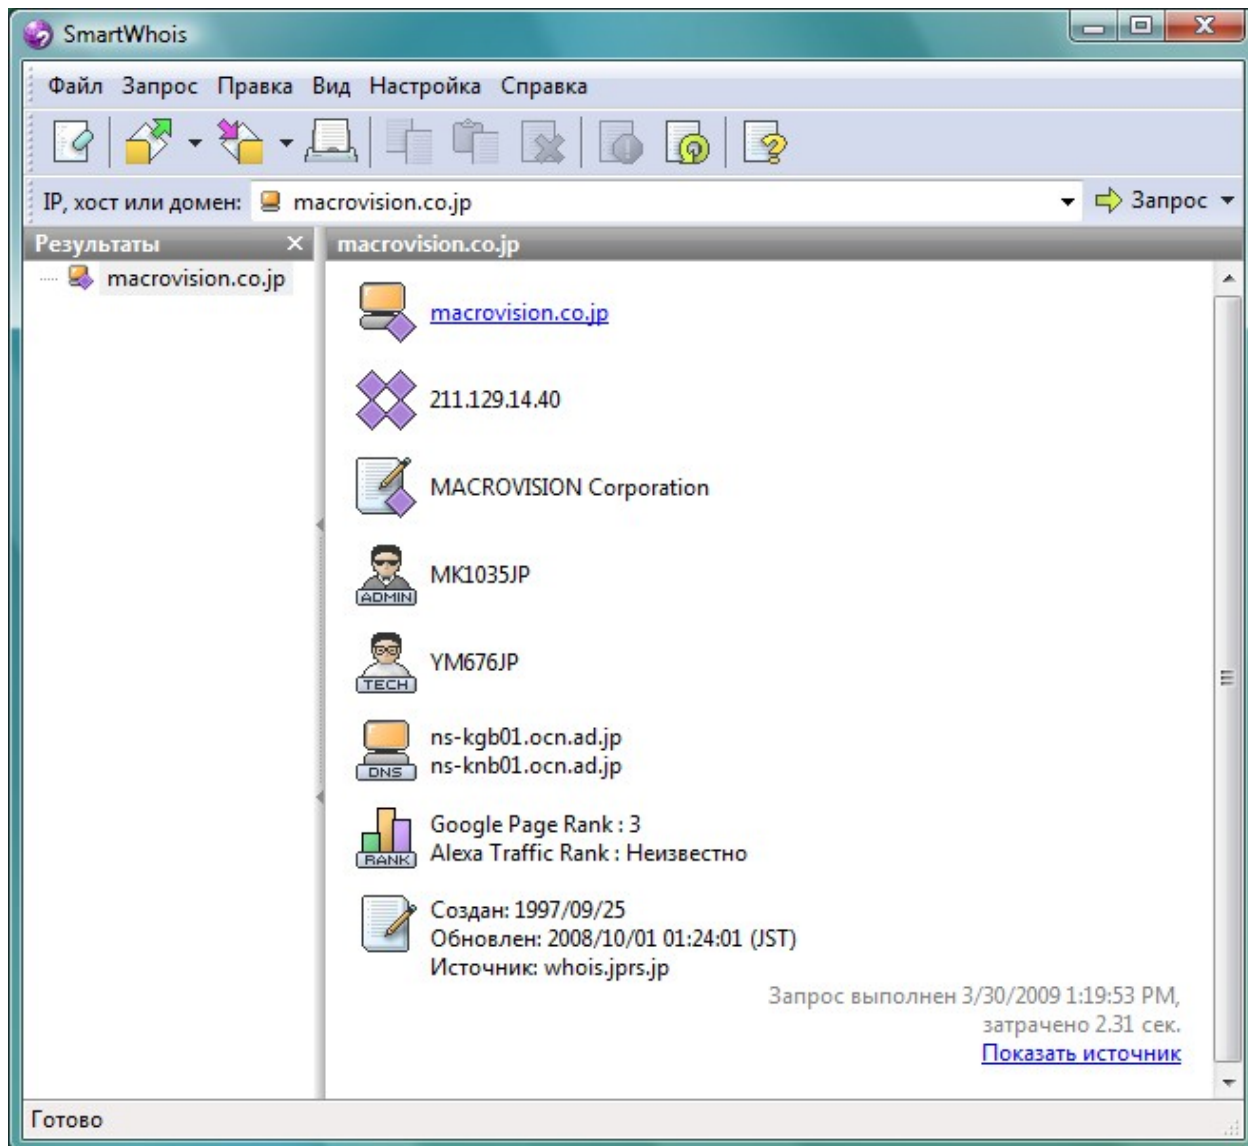 SmartWhois
Файл Запрос Правка Вид Настройка Справка
IP, хост или домен: macrovision.co.jp Запрос
Результаты
macrovision.co.jp
macrovision.co.jp
macrovision.co.jp
211.129.14.40
MACROVISION Corporation
ADMIN MK1035JP
TECH YM676JP
ns-kgb01.ocn.ad.jp
DNS ns-knb01.ocn.ad.jp
Google Page Rank : 3
RANK Alexa Traffic Rank : Неизвестно
Создан: 1997/09/25
Обновлен: 2008/10/01 01:24:01 (JST)
Источник: whois.jprs.jp
Запрос выполнен 3/30/2009 1:19:53 PM,
затрачено 2.31 сек.
Показать источник
Готово